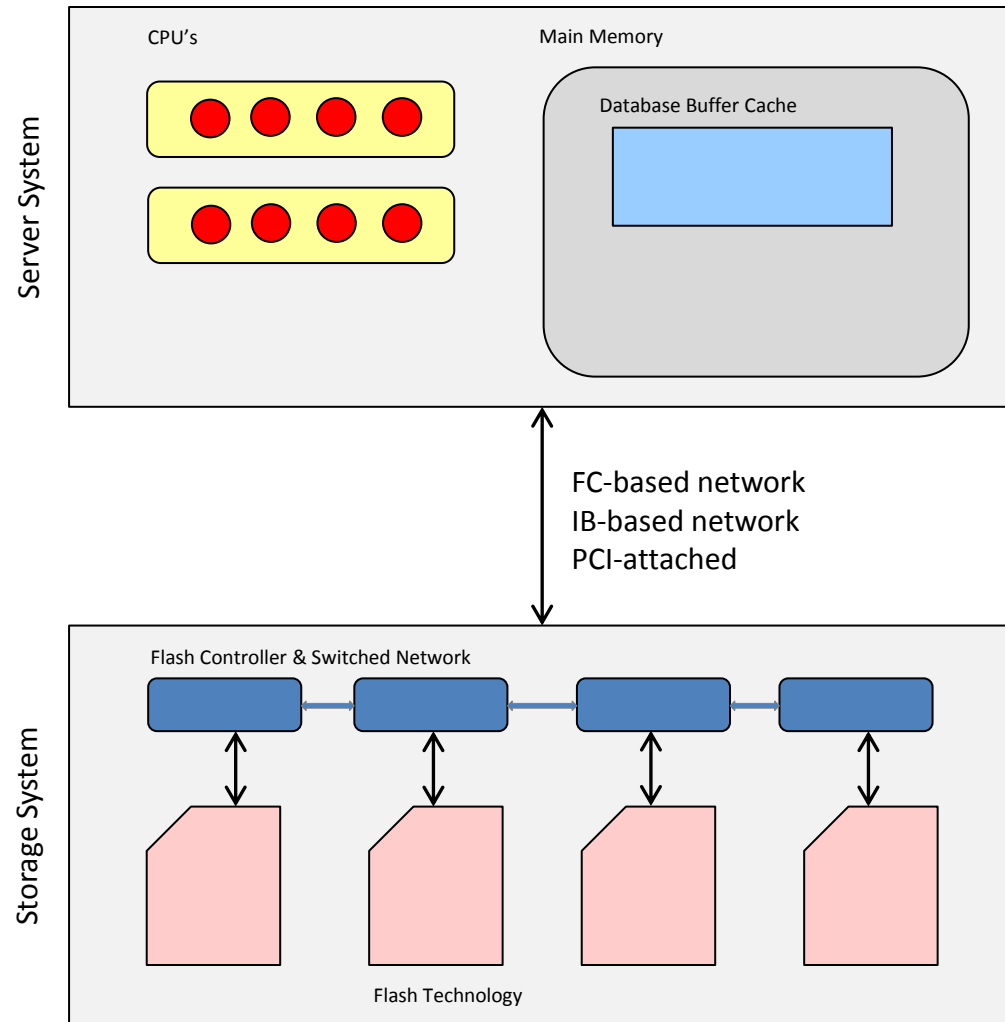 CPU's
Main Memory
Database Buffer Cache
Server System
FC-based network
IB-based network
PCI-attached
Flash Controller & Switched Network
Storage System
Flash Technology